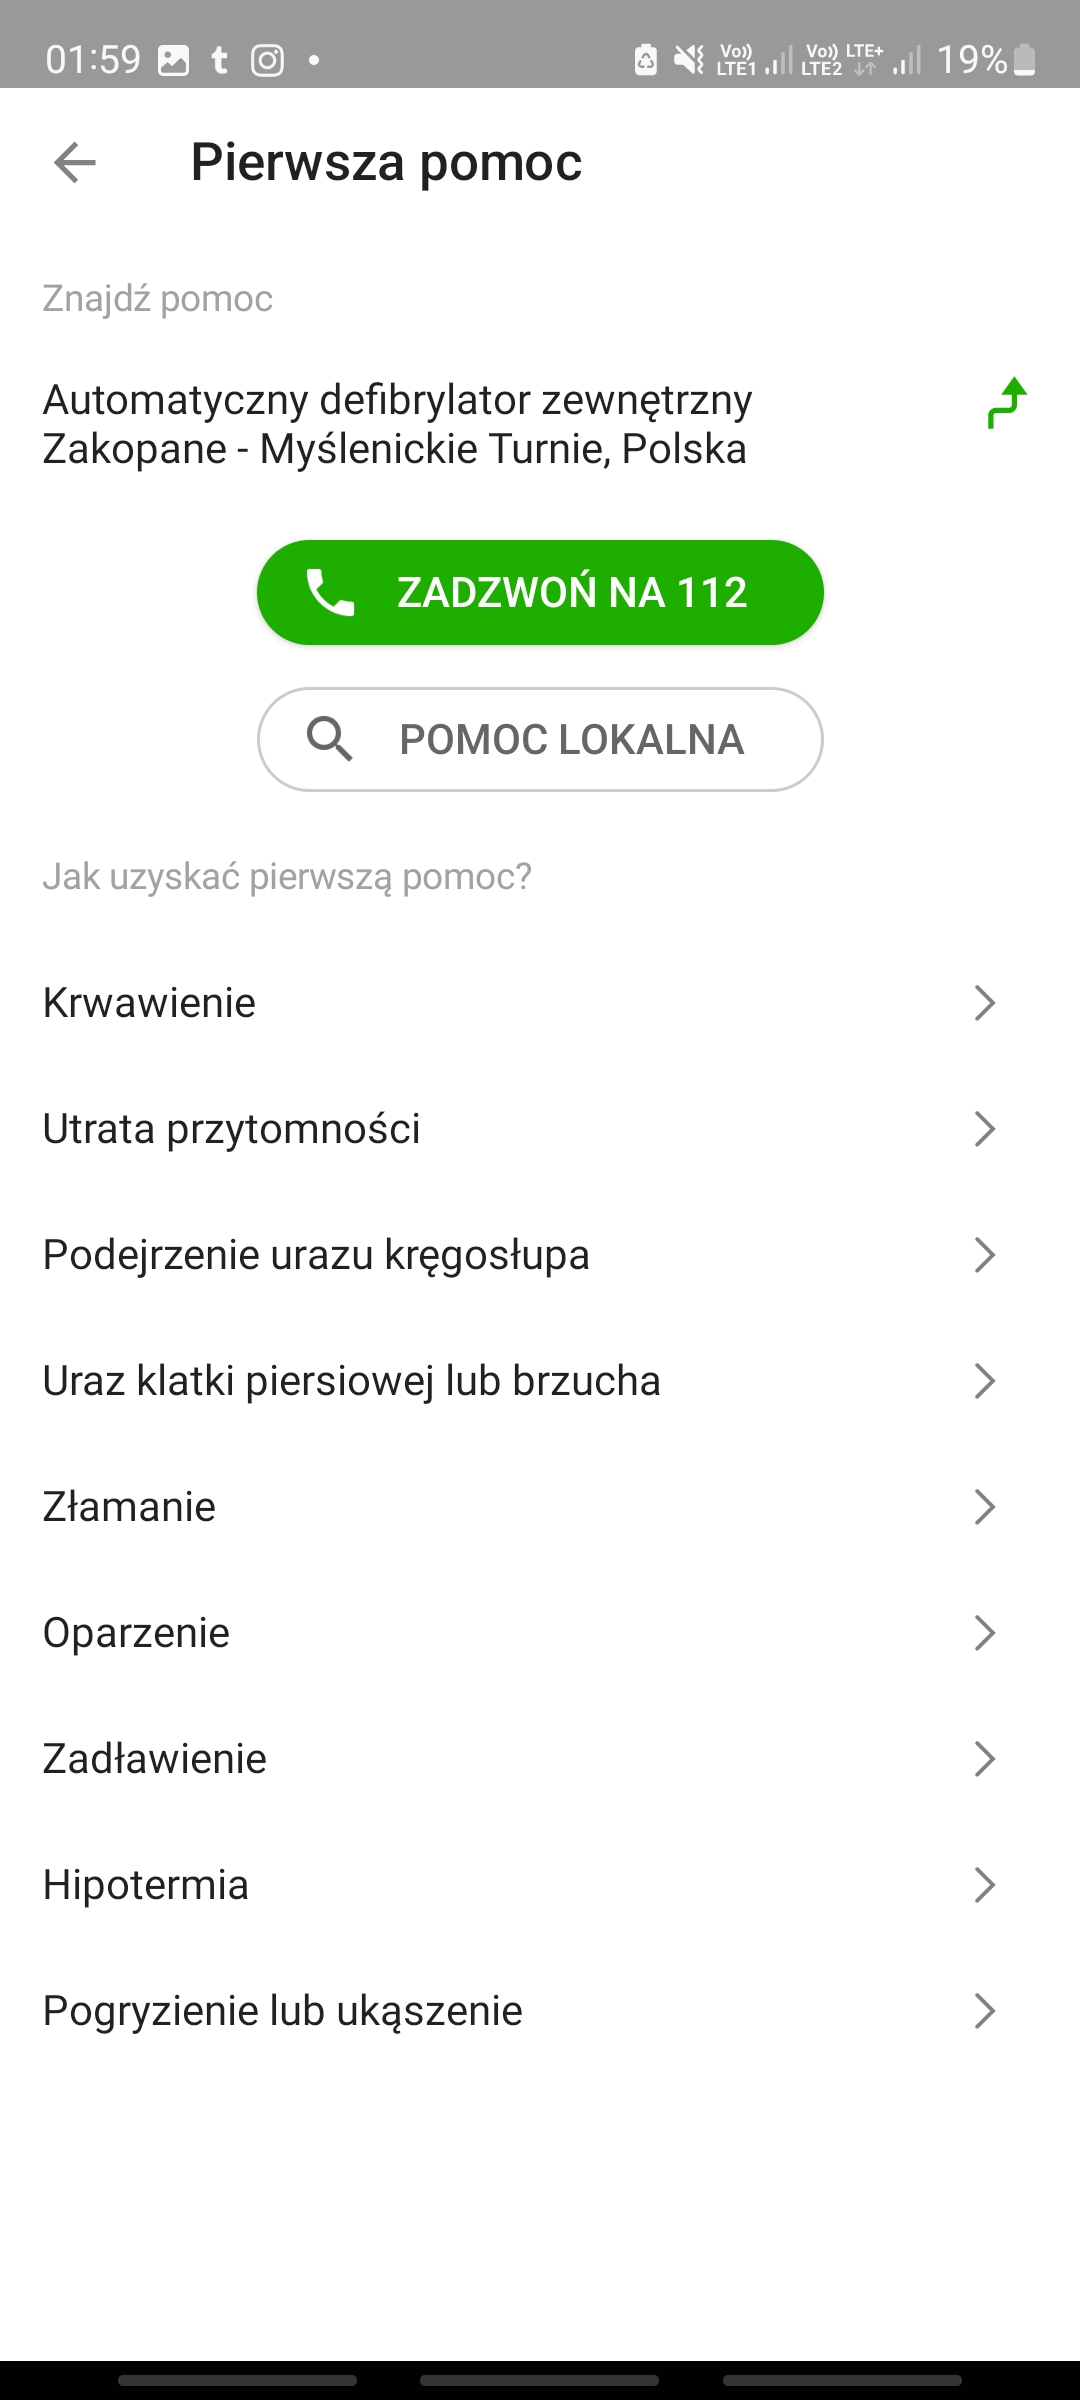 01:59
Vo)) LTE1 Vo)) LTE2 LTE+ 19%
Pierwsza pomoc
Znajdź pomoc
Automatyczny defibrylator zewnętrzny
Zakopane - Myślenickie Turnie, Polska
ZADZWOŃ NA 112
POMOC LOKALNA
Jak uzyskać pierwszą pomoc?
Krwawienie
Utrata przytomności
Podejrzenie urazu kręgosłupa
Uraz klatki piersiowej lub brzucha
Złamanie
Oparzenie
Zadławienie
Hipotermia
Pogryzienie lub ukąszenie